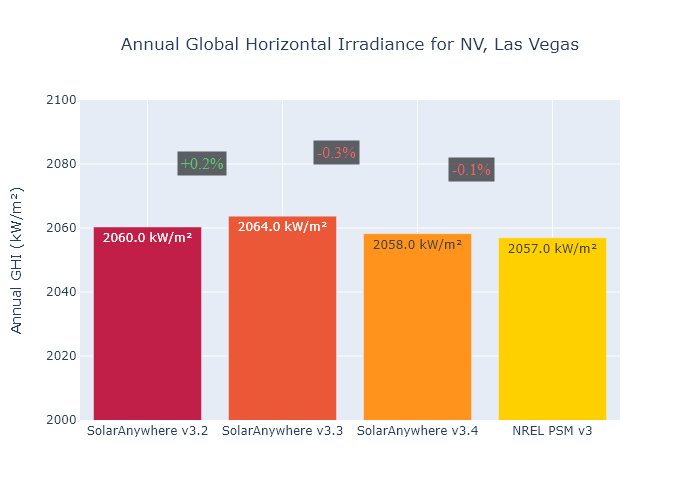 Annual Global Horizontal Irradiance for NV, Las Vegas
Annual GHI (kW/m²)
2100
2080
2060
2040
2020
2000
+0.2%
-0.3%
-0.1%
2060.0 kW/m²
2064.0 kW/m²
2058.0 kW/m²
2057.0 kW/m²
SolarAnywhere v3.2
SolarAnywhere v3.3
SolarAnywhere v3.4
NREL PSM v3